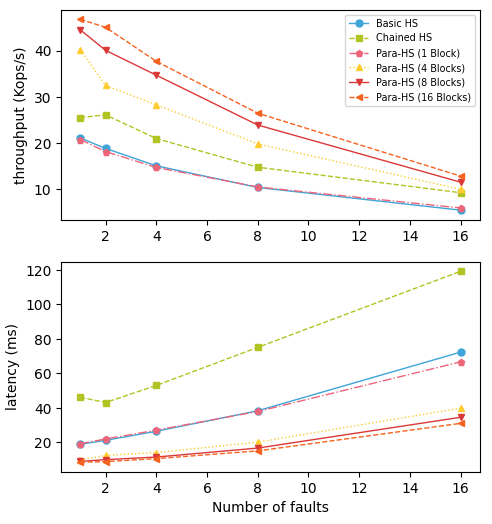 throughput (Kops/s)
40
30
20
10
Basic HS
Chained HS
Para-HS (1 Block)
Para-HS (4 Blocks)
Para-HS (8 Blocks)
Para-HS (16 Blocks)
2 4 6 8 10 12 14 16
latency (ms)
120
100
80
60
40
20
2 4 6 8 10 12 14 16
Number of faults